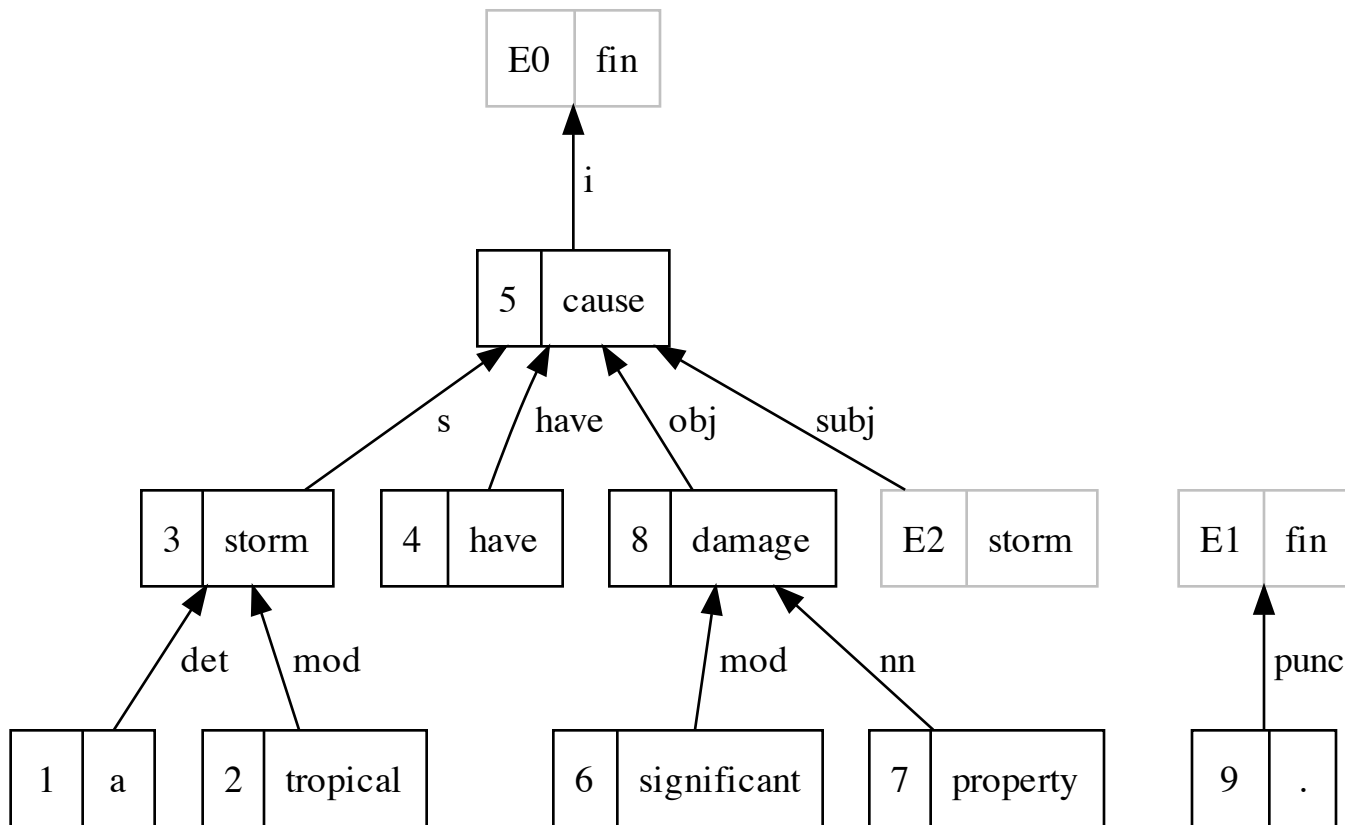 E0 fin
i
5 cause
s have obj subj
3 storm 4 have 8 damage E2 storm E1 fin
det mod mod nn punc
1 a 2 tropical 6 significant 7 property 9 .